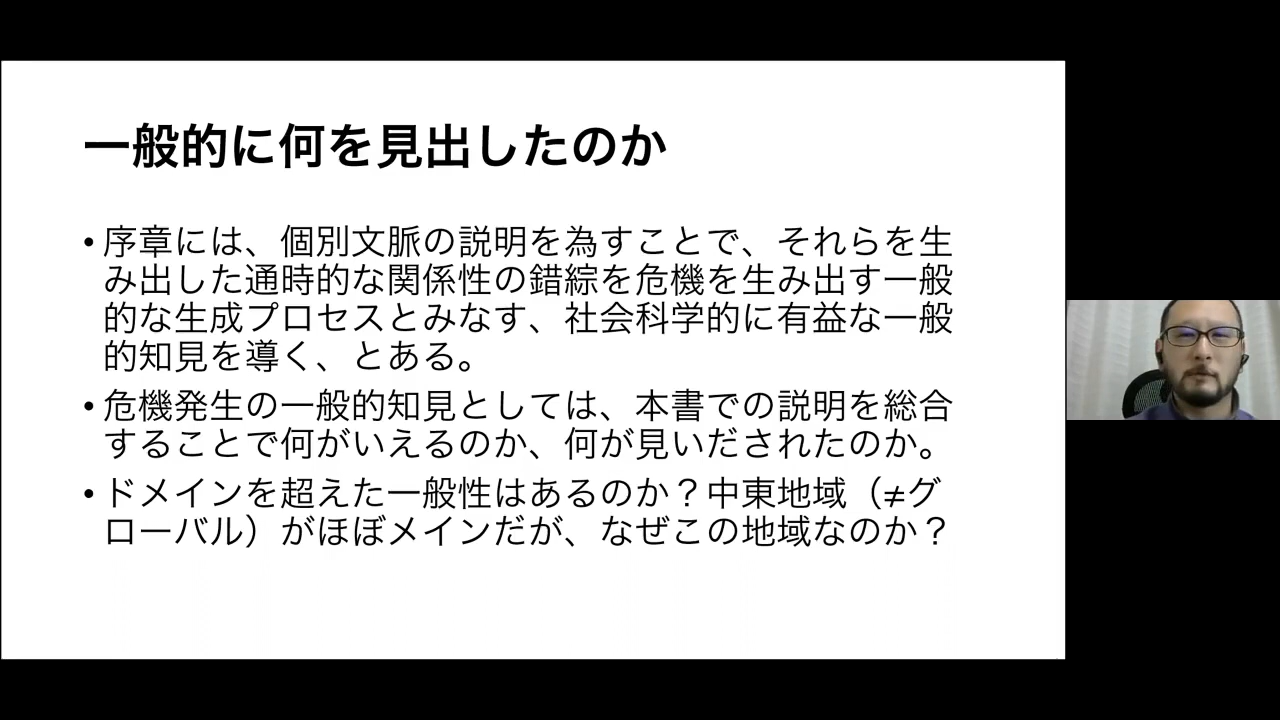 一般的に何を見出したのか
• 序章には、個別文脈の説明を為すことで、それらを生
み出した通時的な関係性の錯綜を危機を生み出す一般
的な生成プロセスとみなす、社会科学的に有益な一般
的知見を導く、とある。
• 危機発生の一般的知見としては、本書での説明を総合
することで何がいえるのか、何が見いだされたのか。
• ドメインを超えた一般性はあるのか？中東地域（≠グ
ローバル）がほぼメインだが、なぜこの地域なのか？